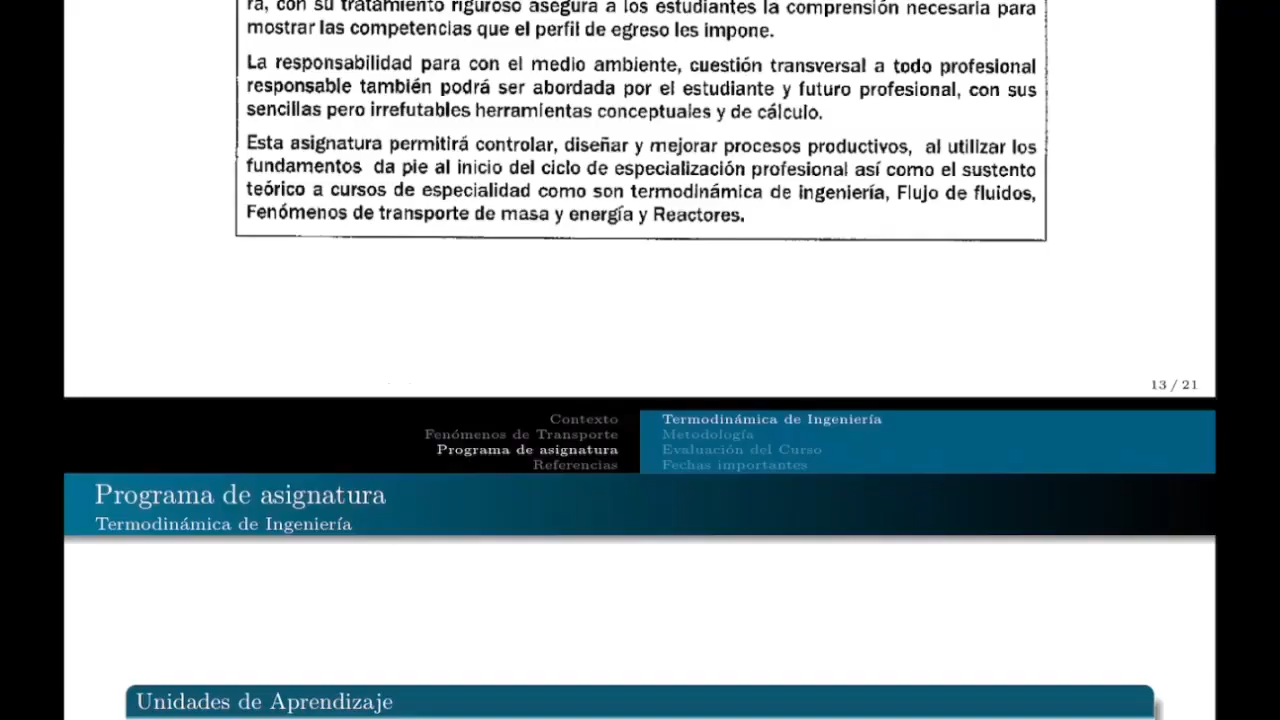 ra, con su tratamiento riguroso asegura a los estudiantes la comprensión necesaria para
mostrar las competencias que el perfil de egreso les impone.
La responsabilidad para con el medio ambiente, cuestión transversal a todo profesional
responsable también podrá ser abordada por el estudiante y futuro profesional, con sus
sencillas pero irrefutables herramientas conceptuales y de cálculo.
Esta asignatura permitirá controlar, diseñar y mejorar procesos productivos, al utilizar los
fundamentos da pie al inicio del ciclo de especialización profesional así como el sustento
teórico a cursos de especialidad como son termodinámica de ingeniería, Flujo de fluidos,
Fenómenos de transporte de masa y energía y Reactores.
13 / 21
Contexto
Fenómenos de Transporte
Programa de asignatura
Referencias
Termodinámica de Ingeniería
Metodología
Evaluación del Curso
Fechas importantes
Programa de asignatura
Termodinámica de Ingeniería
Unidades de Aprendizaje